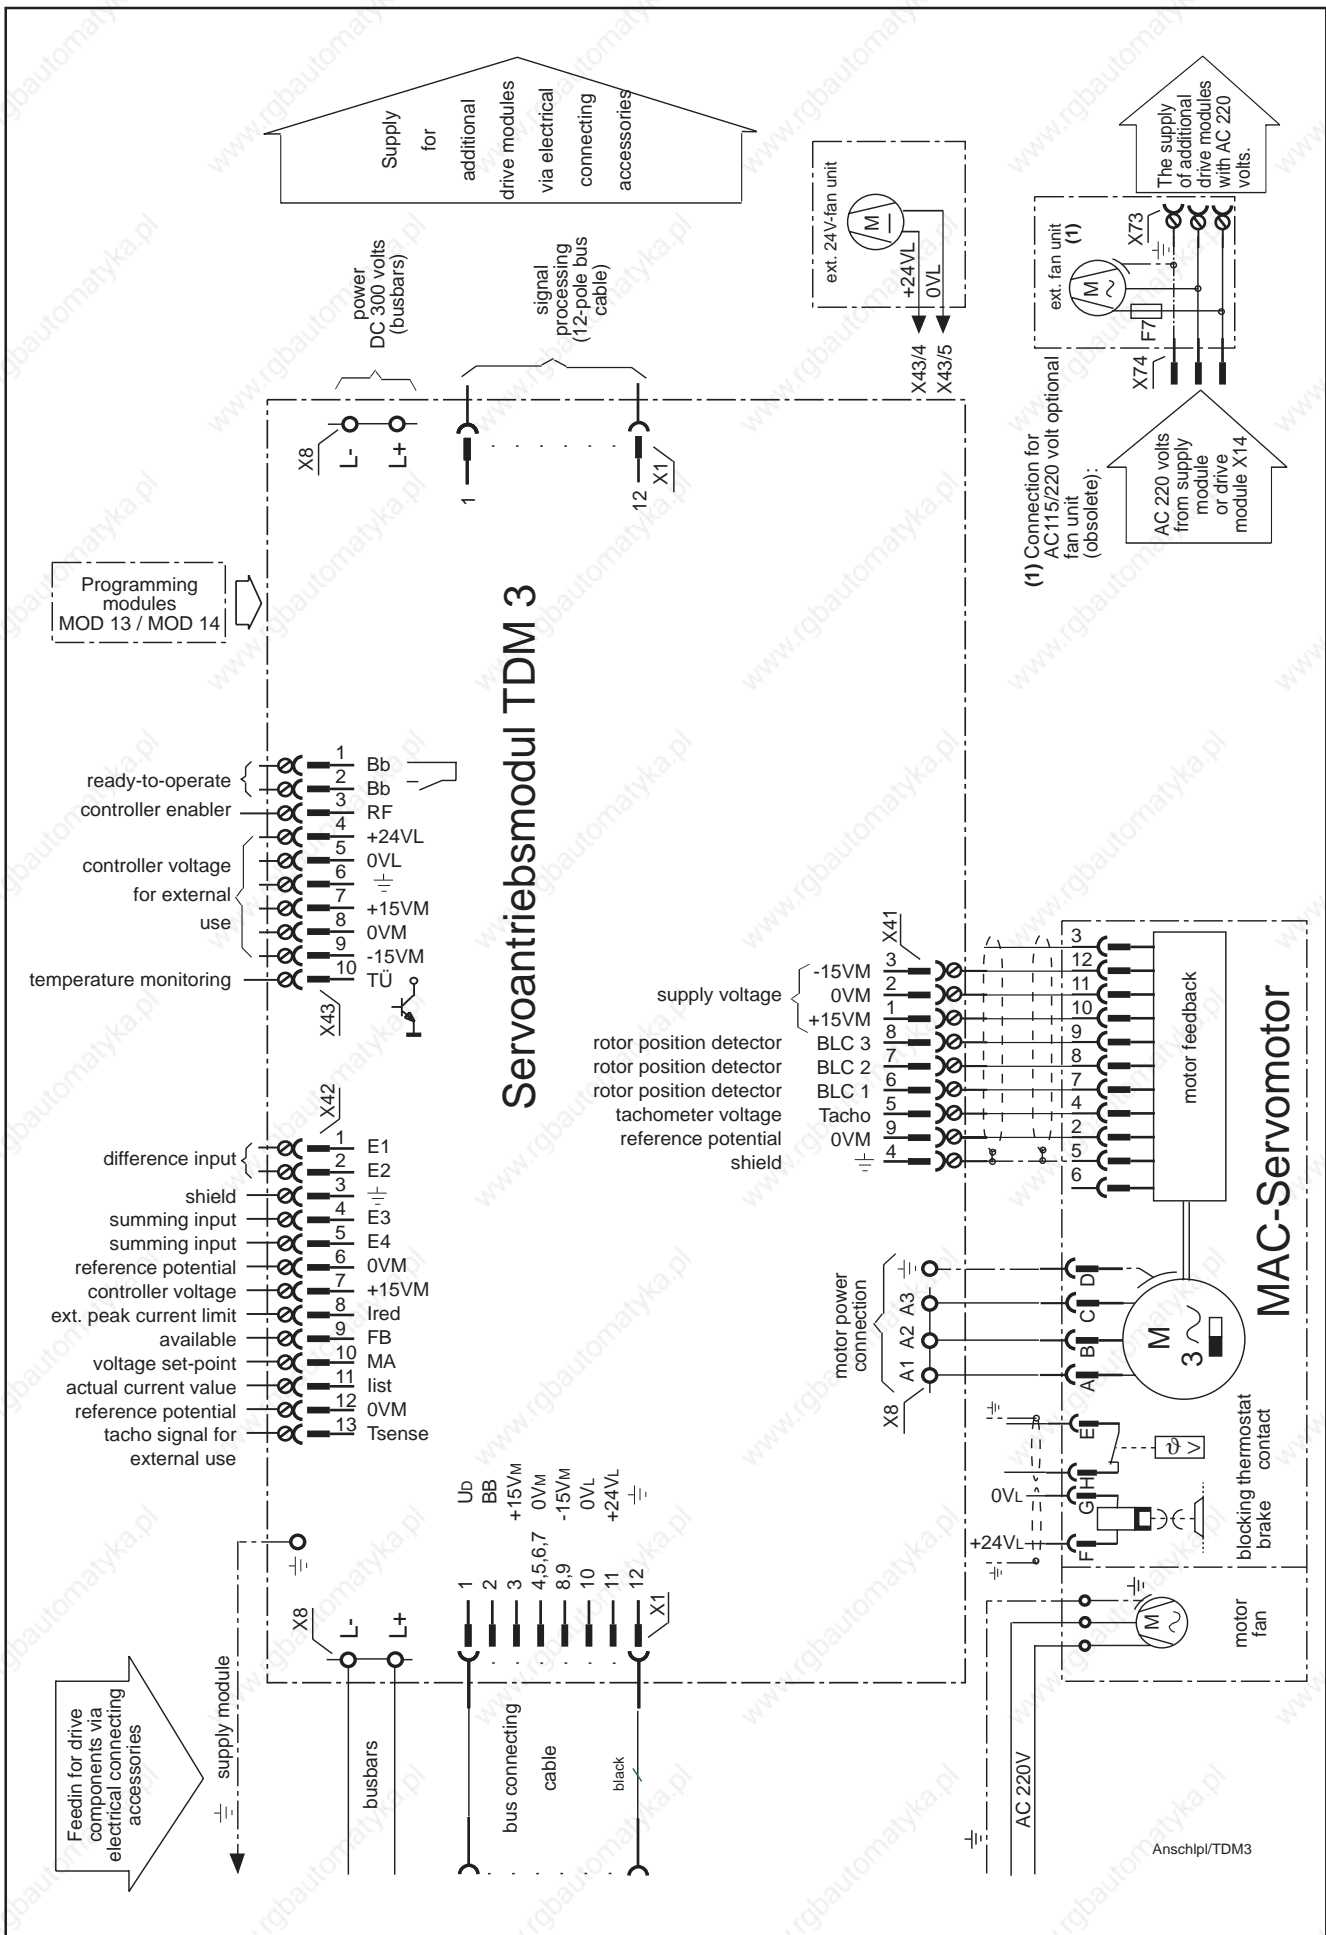 Supply
for
additional
drive modules
via electrical
connecting
accessories
The supply
of additional
drive modules
with AC 220
volts.
ext. 24V-fan unit
M
+24VL
0VL
X43/4
X43/5
ext. fan unit
(1)
M
F7
X73
X74
(1) Connection for
AC115/220 volt optional
fan unit
(obsolete):
AC 220 volts
from supply
module
or drive
module X14
power
DC 300 volts
(busbars)
signal
processing
(12-pole bus
cable)
X8
L-
L+
1
12
X1
Programming
modules
MOD 13 / MOD 14
Servoantriebsmodul TDM 3
ready-to-operate
1 Bb
2 Bb
controller enabler 3 RF
controller voltage
for external
use
4 +24VL
5 0VL
6
7 +15VM
8 0VM
9 -15VM
temperature monitoring 10 TÜ
X43
X42
difference input
1 E1
2 E2
shield 3
summing input 4 E3
summing input 5 E4
reference potential 6 0VM
controller voltage 7 +15VM
ext. peak current limit 8 Ired
available 9 FB
voltage set-point 10 MA
actual current value 11 Iist
reference potential 12 0VM
tacho signal for 13 Tsense
external use
X41
supply voltage
-15VM 3
0VM 2
+15VM 1
rotor position detector BLC 3 8
rotor position detector BLC 2 7
rotor position detector BLC 1 6
tachometer voltage Tacho 5
reference potential 0VM 9
shield 4
3
12
11
10
9
8
7
4
2
5
6
motor feedback
MAC-Servomotor
motor power
connection
X8
A1
A2
A3
D
C
B
A
M
3
E
H
G
F
0VL
+24VL
ϑ >
blocking thermostat
brake contact
M
motor
fan
AC 220V
UD
BB
+15VM
0VM
-15VM
0VL
+24VL
1
2
3
4,5,6,7
8,9
10
11
12
X1
X8
L-
L+
supply module
busbars
bus connecting
cable
black
Feedin for drive
components via
electrical connecting
accessories
Anschlpl/TDM3
www.rgbautomatyka.pl